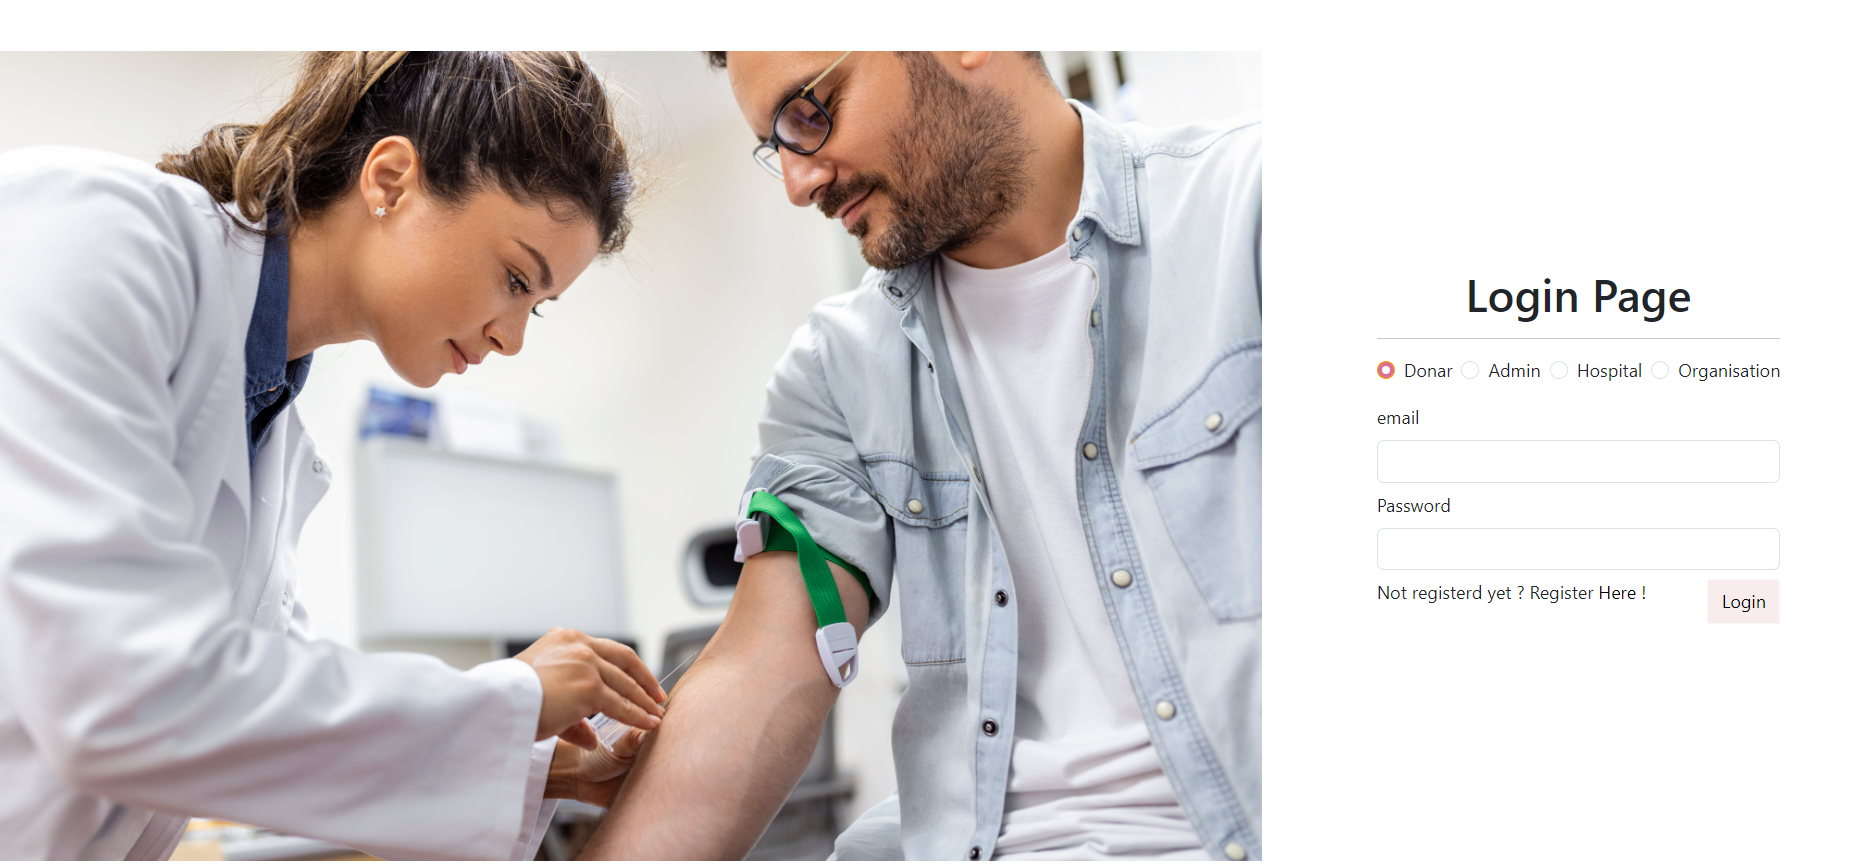 Login Page
Donar Admin Hospital Organisation
email
Password
Not registerd yet ? Register Here !
Login